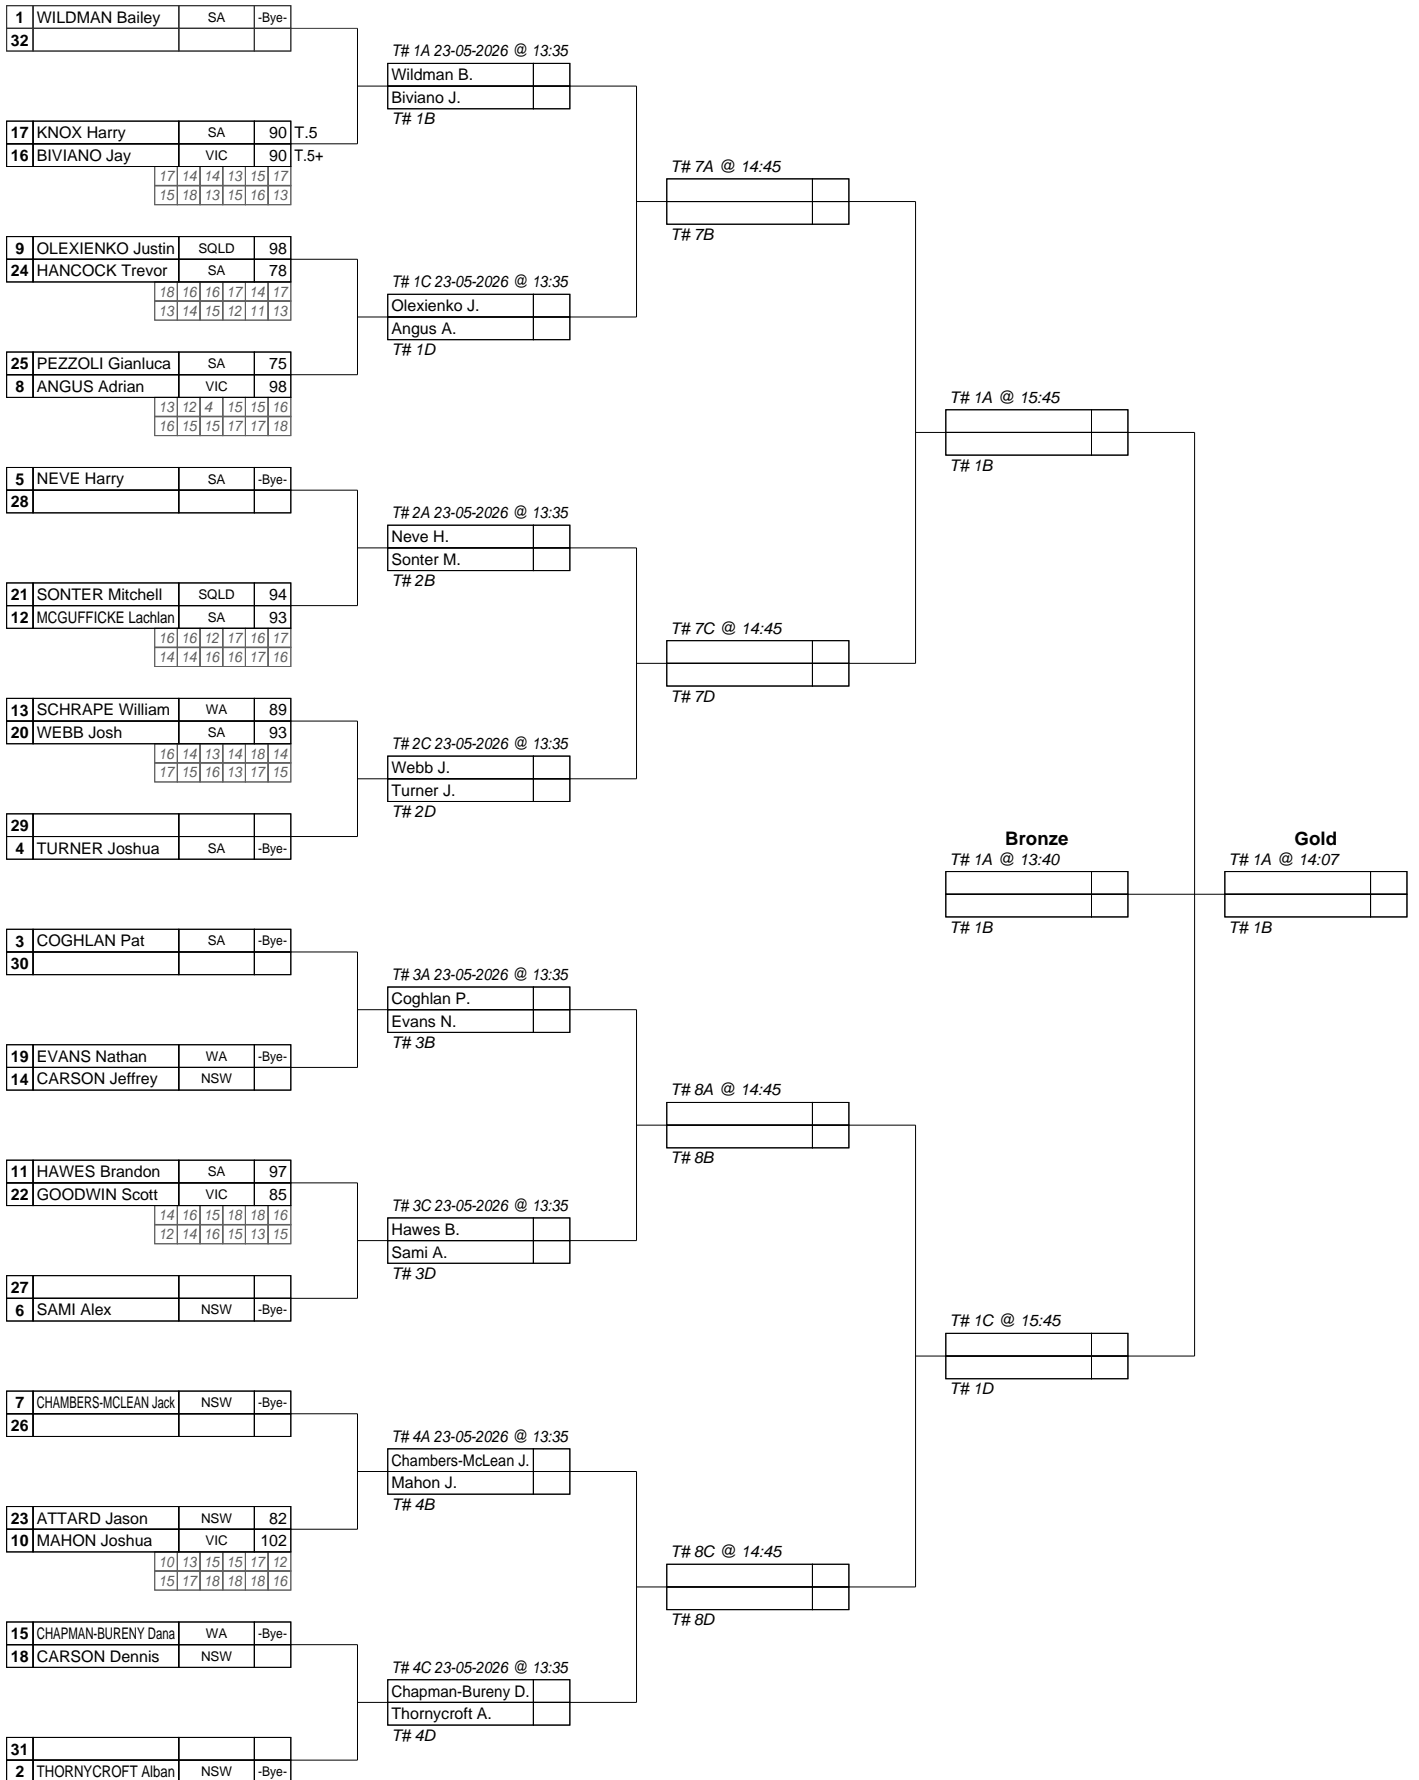 1 WILDMAN Bailey SA -Bye-
32
T# 1A 23-05-2026 @ 13:35
Wildman B.
Biviano J.
T# 1B
17 KNOX Harry SA 90 T.5
16 BIVIANO Jay VIC 90 T.5+
17 14 14 13 15 17
15 18 13 15 16 13
T# 7A @ 14:45
T# 7B
9 OLEXIENKO Justin SQLD 98
24 HANCOCK Trevor SA 78
18 16 16 17 14 17
13 14 15 12 11 13
T# 1C 23-05-2026 @ 13:35
Olexienko J.
Angus A.
T# 1D
25 PEZZOLI Gianluca SA 75
8 ANGUS Adrian VIC 98
13 12 4 15 15 16
16 15 15 17 17 18
T# 1A @ 15:45
T# 1B
5 NEVE Harry SA -Bye-
28
T# 2A 23-05-2026 @ 13:35
Neve H.
Sonter M.
T# 2B
21 SONTER Mitchell SQLD 94
12 MCGUFFICKE Lachlan SA 93
16 16 12 17 16 17
14 14 16 16 17 16
T# 7C @ 14:45
T# 7D
13 SCHRAPE William WA 89
20 WEBB Josh SA 93
16 14 13 14 18 14
17 15 16 13 17 15
T# 2C 23-05-2026 @ 13:35
Webb J.
Turner J.
T# 2D
29
4 TURNER Joshua SA -Bye-
Bronze Gold
T# 1A @ 13:40 T# 1A @ 14:07
T# 1B T# 1B
3 COGHLAN Pat SA -Bye-
30
T# 3A 23-05-2026 @ 13:35
Coghlan P.
Evans N.
T# 3B
19 EVANS Nathan WA -Bye-
14 CARSON Jeffrey NSW
T# 8A @ 14:45
T# 8B
11 HAWES Brandon SA 97
22 GOODWIN Scott VIC 85
14 16 15 18 18 16
12 14 16 15 13 15
T# 3C 23-05-2026 @ 13:35
Hawes B.
Sami A.
T# 3D
27
6 SAMI Alex NSW -Bye-
T# 1C @ 15:45
T# 1D
7 CHAMBERS-MCLEAN Jack NSW -Bye-
26
T# 4A 23-05-2026 @ 13:35
Chambers-McLean J.
Mahon J.
T# 4B
23 ATTARD Jason NSW 82
10 MAHON Joshua VIC 102
10 13 15 15 17 12
15 17 18 18 18 16
T# 8C @ 14:45
T# 8D
15 CHAPMAN-BURENY Dana WA -Bye-
18 CARSON Dennis NSW
T# 4C 23-05-2026 @ 13:35
Chapman-Bureny D.
Thornycroft A.
T# 4D
31
2 THORNYCROFT Alban NSW -Bye-